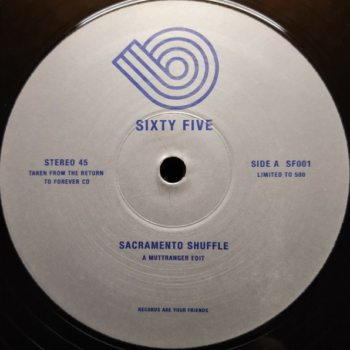 SIXTY FIVE
STEREO 45
TAKEN FROM THE RETURN
TO FOREVER CD
SIDE A SF001
LIMITED TO 500
SACRAMENTO SHUFFLE
A MUTTRANGER EDIT
RECORDS ARE YOUR FRIENDS